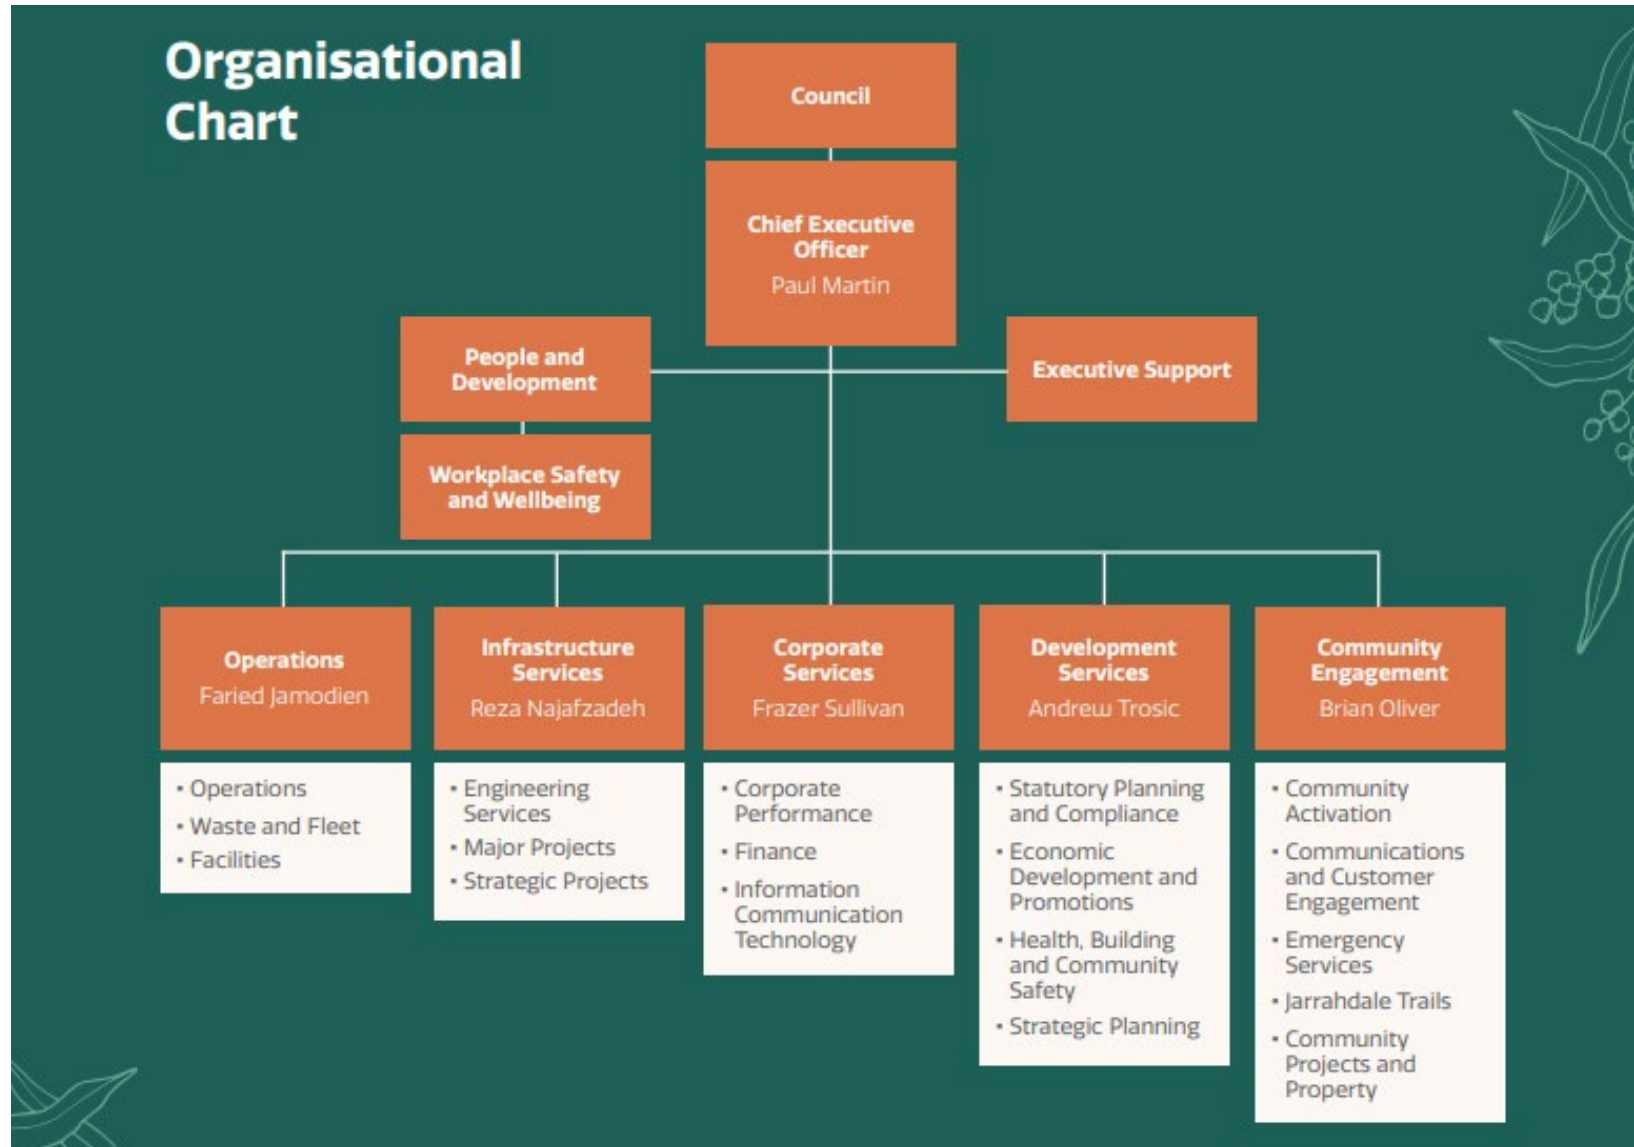 Organisational
Chart
Council
Chief Executive
Officer
Paul Martin
People and
Development
Executive Support
Workplace Safety
and Wellbeing
Operations
Faried Jamodien
• Operations
• Waste and Fleet
• Facilities
Infrastructure
Services
Reza Najafzadeh
• Engineering
Services
• Major Projects
• Strategic Projects
Corporate
Services
Frazer Sullivan
• Corporate
Performance
• Finance
• Information
Communication
Technology
Development
Services
Andrew Trosic
• Statutory Planning
and Compliance
• Economic
Development and
Promotions
• Health, Building
and Community
Safety
• Strategic Planning
Community
Engagement
Brian Oliver
• Community
Activation
• Communications
and Customer
Engagement
• Emergency
Services
• Jarrahdale Trails
• Community
Projects and
Property